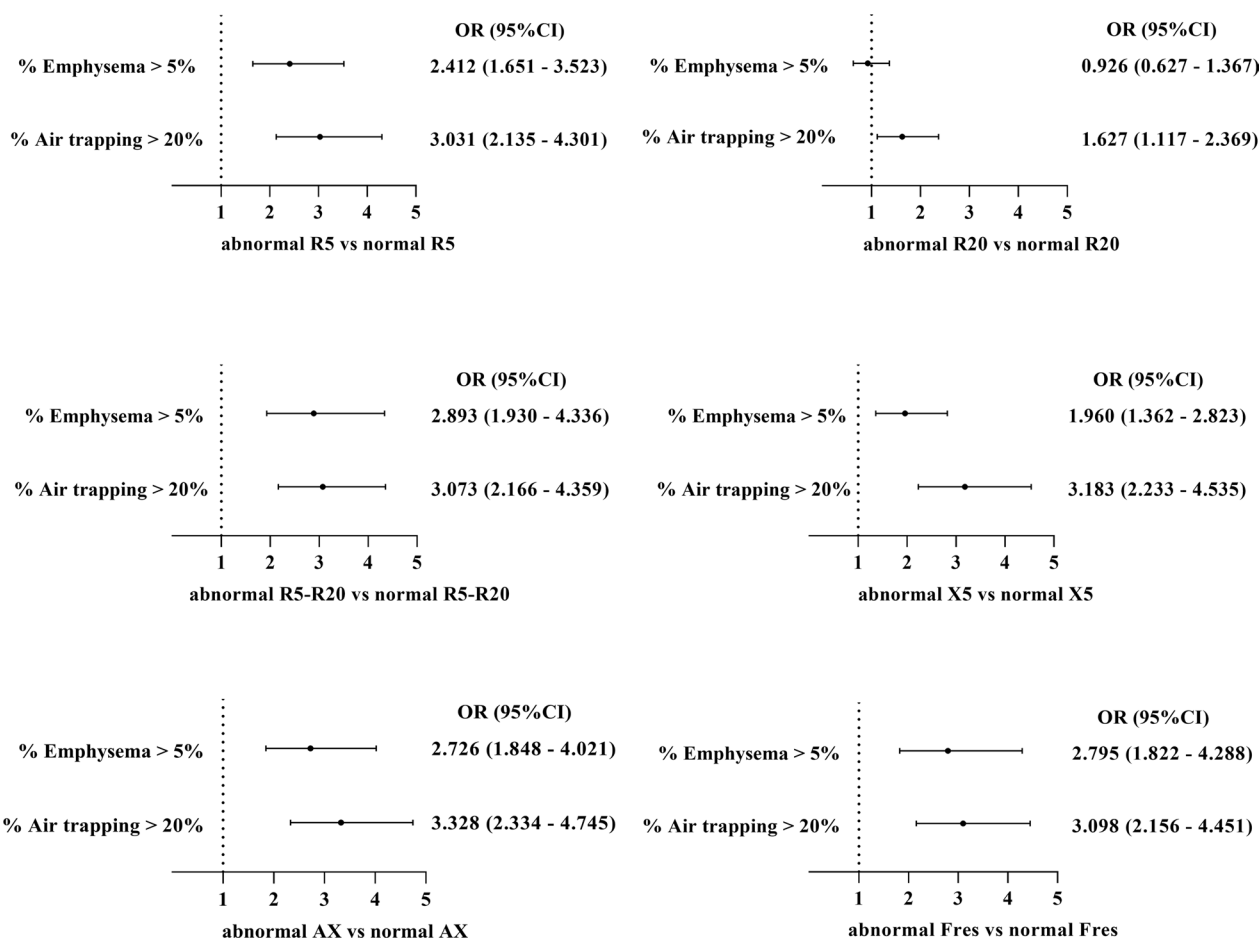 OR (95%CI)
% Emphysema > 5%
2.412 (1.651 - 3.523)
% Air trapping > 20%
3.031 (2.135 - 4.301)
1 2 3 4 5
abnormal R5 vs normal R5
OR (95%CI)
% Emphysema > 5%
0.926 (0.627 - 1.367)
% Air trapping > 20%
1.627 (1.117 - 2.369)
1 2 3 4 5
abnormal R20 vs normal R20
OR (95%CI)
% Emphysema > 5%
2.893 (1.930 - 4.336)
% Air trapping > 20%
3.073 (2.166 - 4.359)
1 2 3 4 5
abnormal R5-R20 vs normal R5-R20
OR (95%CI)
% Emphysema > 5%
1.960 (1.362 - 2.823)
% Air trapping > 20%
3.183 (2.233 - 4.535)
1 2 3 4 5
abnormal X5 vs normal X5
OR (95%CI)
% Emphysema > 5%
2.726 (1.848 - 4.021)
% Air trapping > 20%
3.328 (2.334 - 4.745)
1 2 3 4 5
abnormal AX vs normal AX
OR (95%CI)
% Emphysema > 5%
2.795 (1.822 - 4.288)
% Air trapping > 20%
3.098 (2.156 - 4.451)
1 2 3 4 5
abnormal Fres vs normal Fres